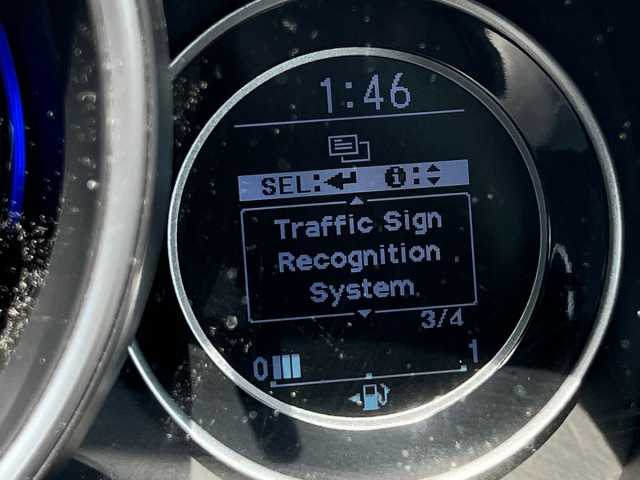 1:46
SEL: i:
Traffic Sign
Recognition
System
3/4
0 1